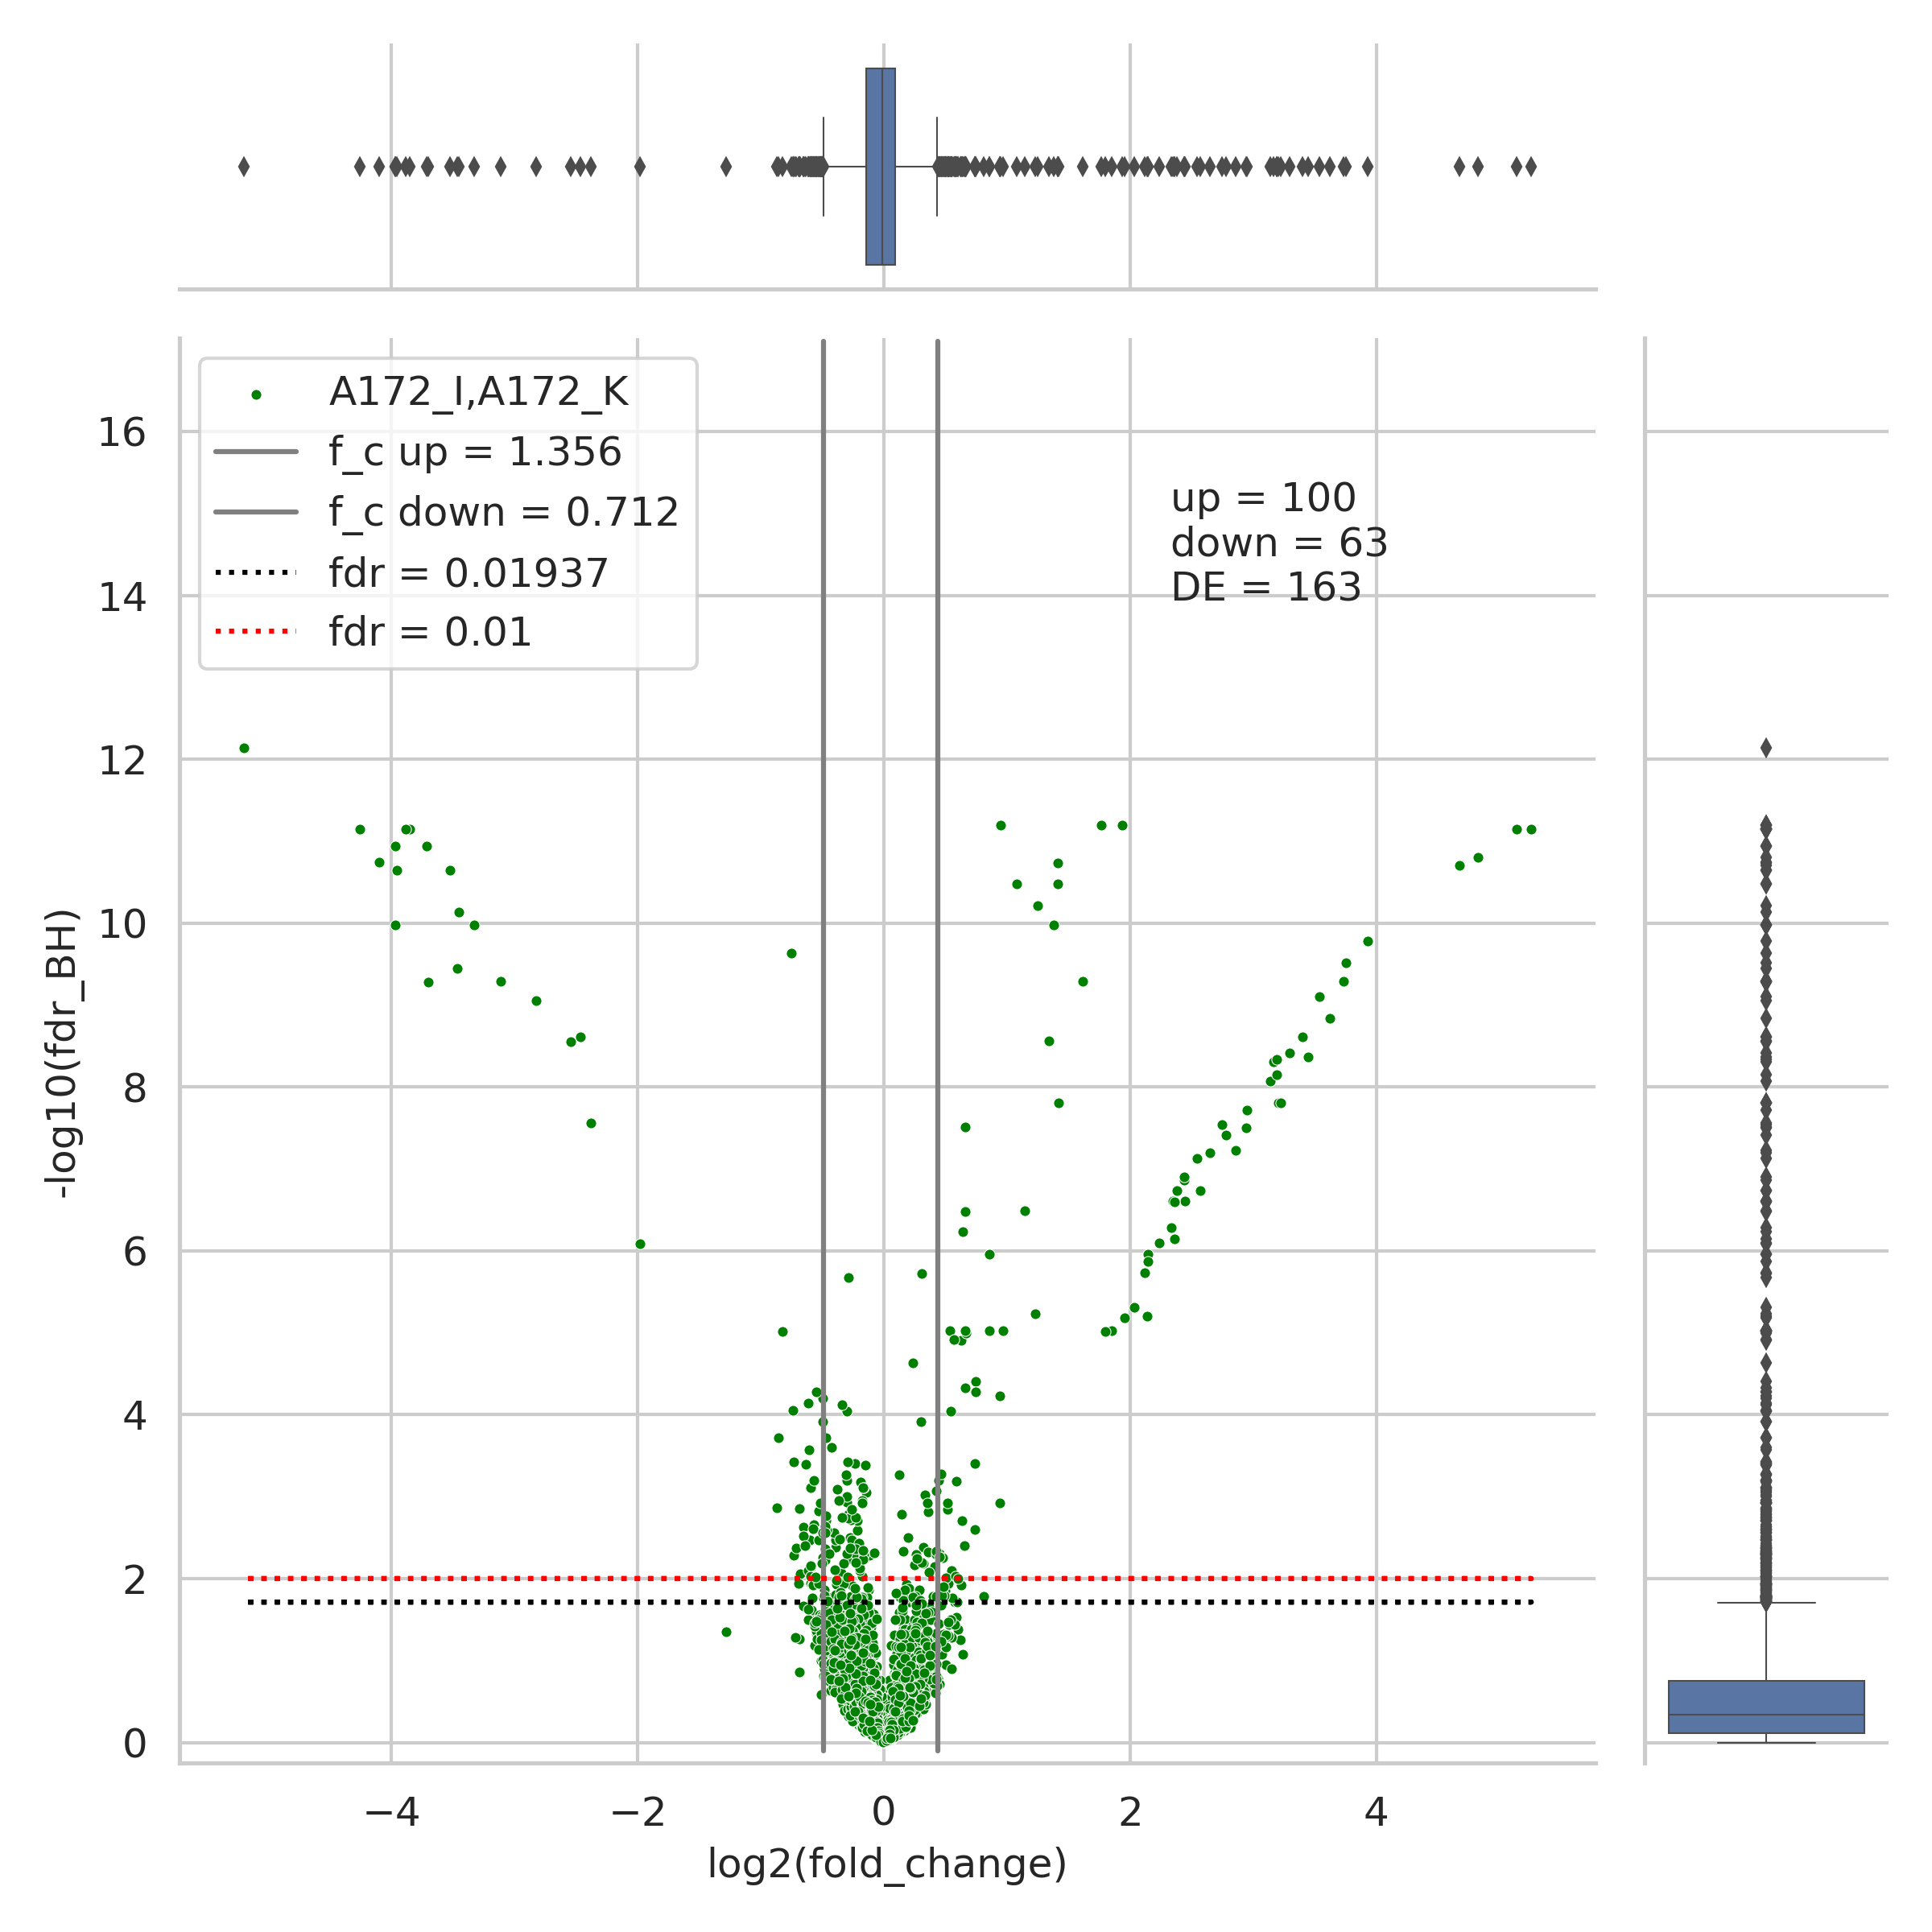 A172_I,A172_K
f_c up = 1.356
f_c down = 0.712
fdr = 0.01937
fdr = 0.01
up = 100
down = 63
DE = 163
16
14
12
10
8
6
4
2
0
-log10(fdr_BH)
−4 −2 0 2 4
log2(fold_change)